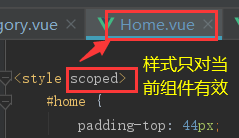 gory.vue
Home.vue
<style scoped>
样式只对当
前组件有效
#home {
padding-top: 44px;